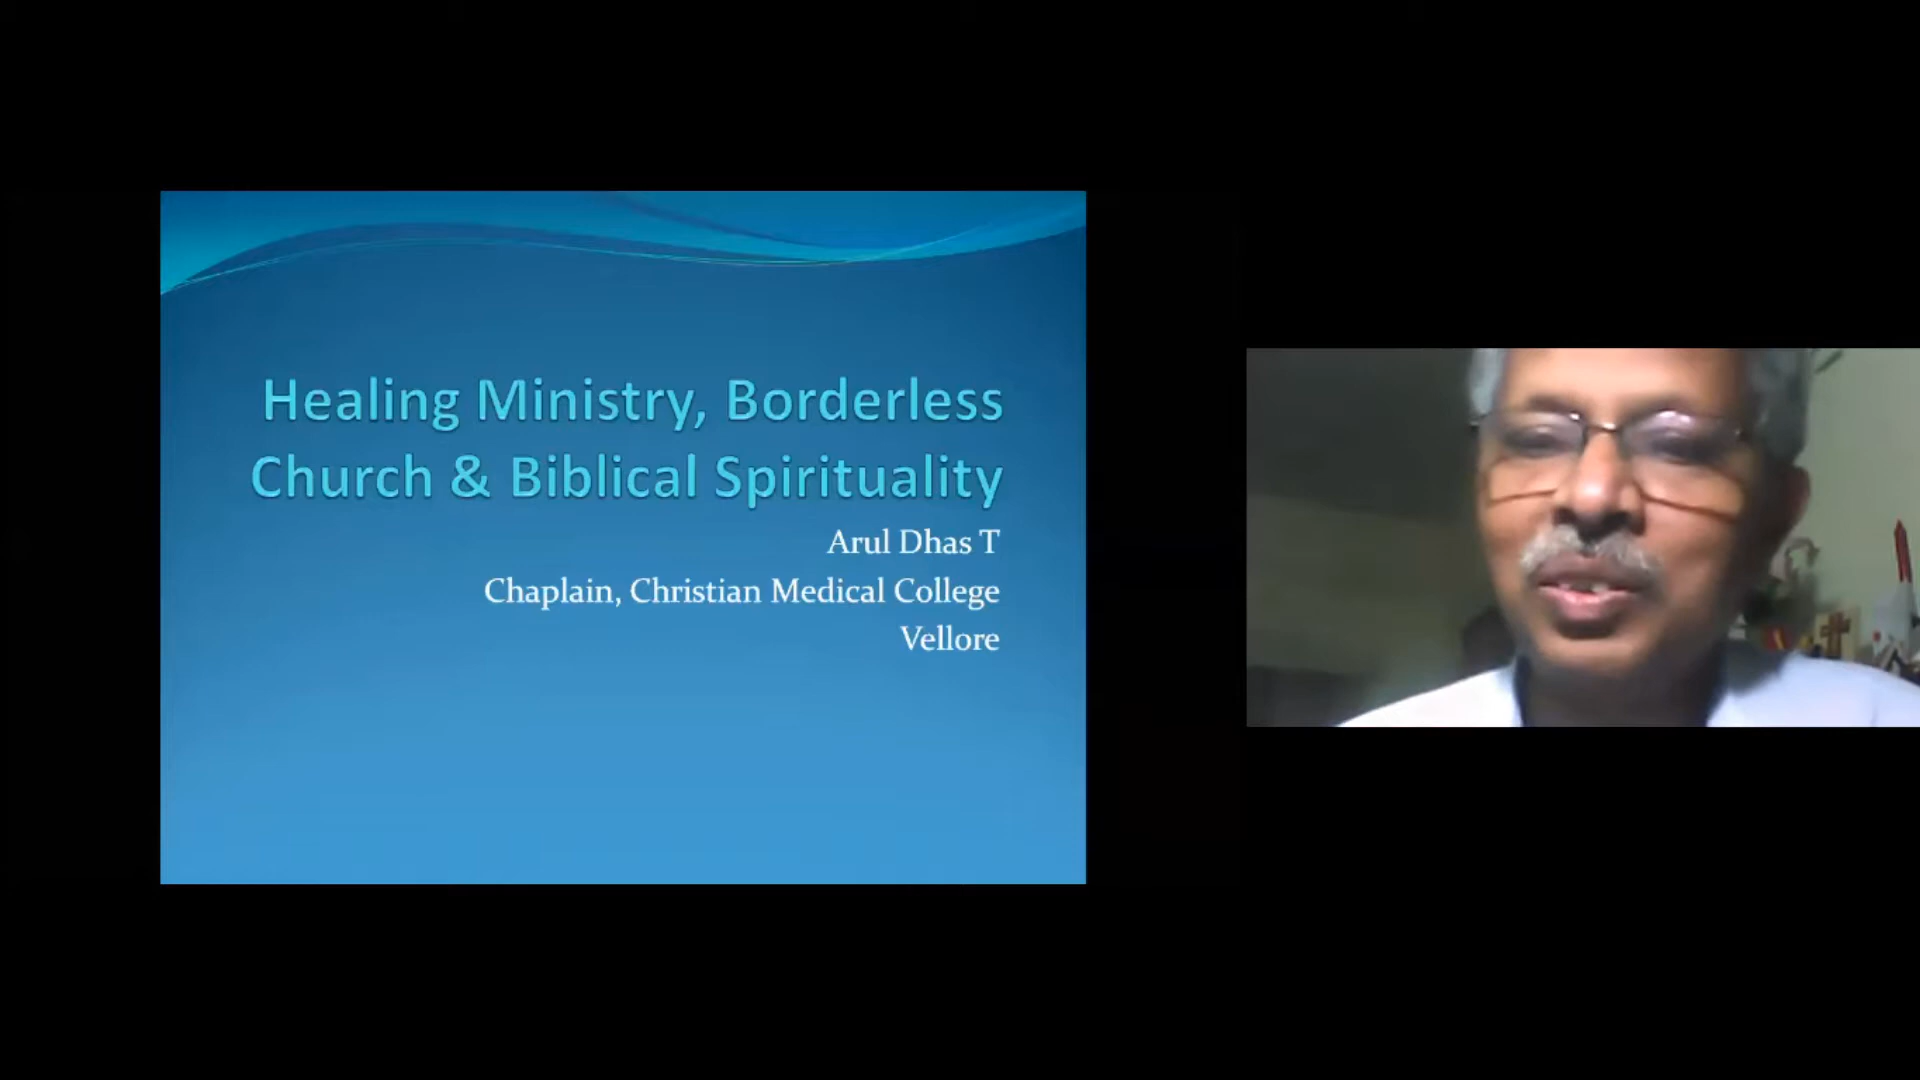 Healing Ministry, Borderless
Church & Biblical Spirituality
Arul Dhas T
Chaplain, Christian Medical College
Vellore